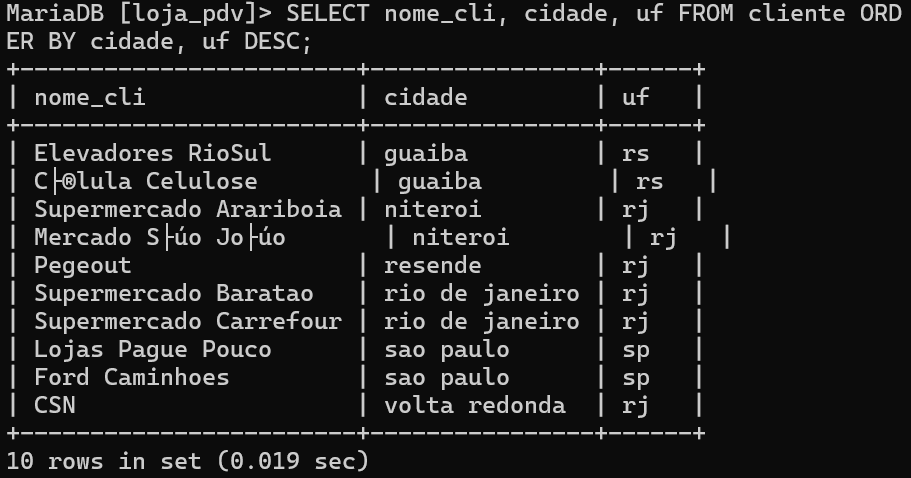 MariaDB [loja_pdv]> SELECT nome_cli, cidade, uf FROM cliente ORD
ER BY cidade, uf DESC;
+------------------------+----------------+------+
| nome_cli               | cidade         | uf   |
+------------------------+----------------+------+
| Elevadores RioSul      | guaiba         | rs   |
| C├®lula Celulose        | guaiba         | rs   |
| Supermercado Arariboia | niteroi        | rj   |
| Mercado S├úo Jo├úo       | niteroi        | rj   |
| Pegeout                | resende        | rj   |
| Supermercado Baratao   | rio de janeiro | rj   |
| Supermercado Carrefour | rio de janeiro | rj   |
| Lojas Pague Pouco      | sao paulo      | sp   |
| Ford Caminhoes         | sao paulo      | sp   |
| CSN                    | volta redonda  | rj   |
+------------------------+----------------+------+
10 rows in set (0.019 sec)